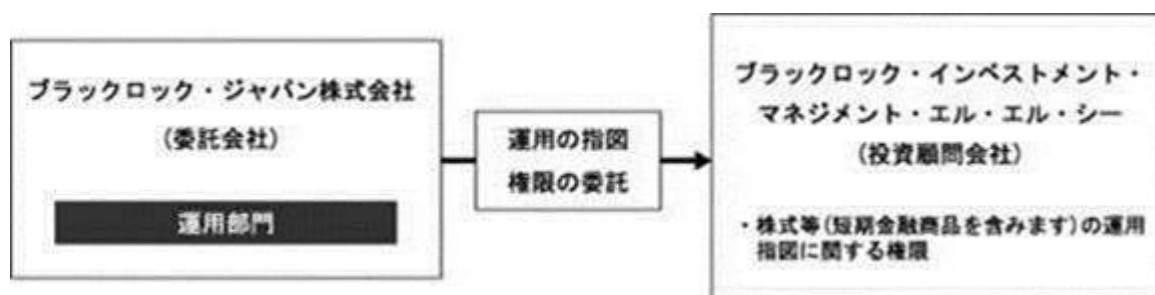 ブラックロック・ジャパン株式会社
(委託会社)
運用部門
運用の指図
権限の委託
ブラックロック・インベストメント・
マネジメント・エル・エル・シー
(投資顧問会社)
・株式等(短期金融商品を含みます)の運用
指図に関する権限